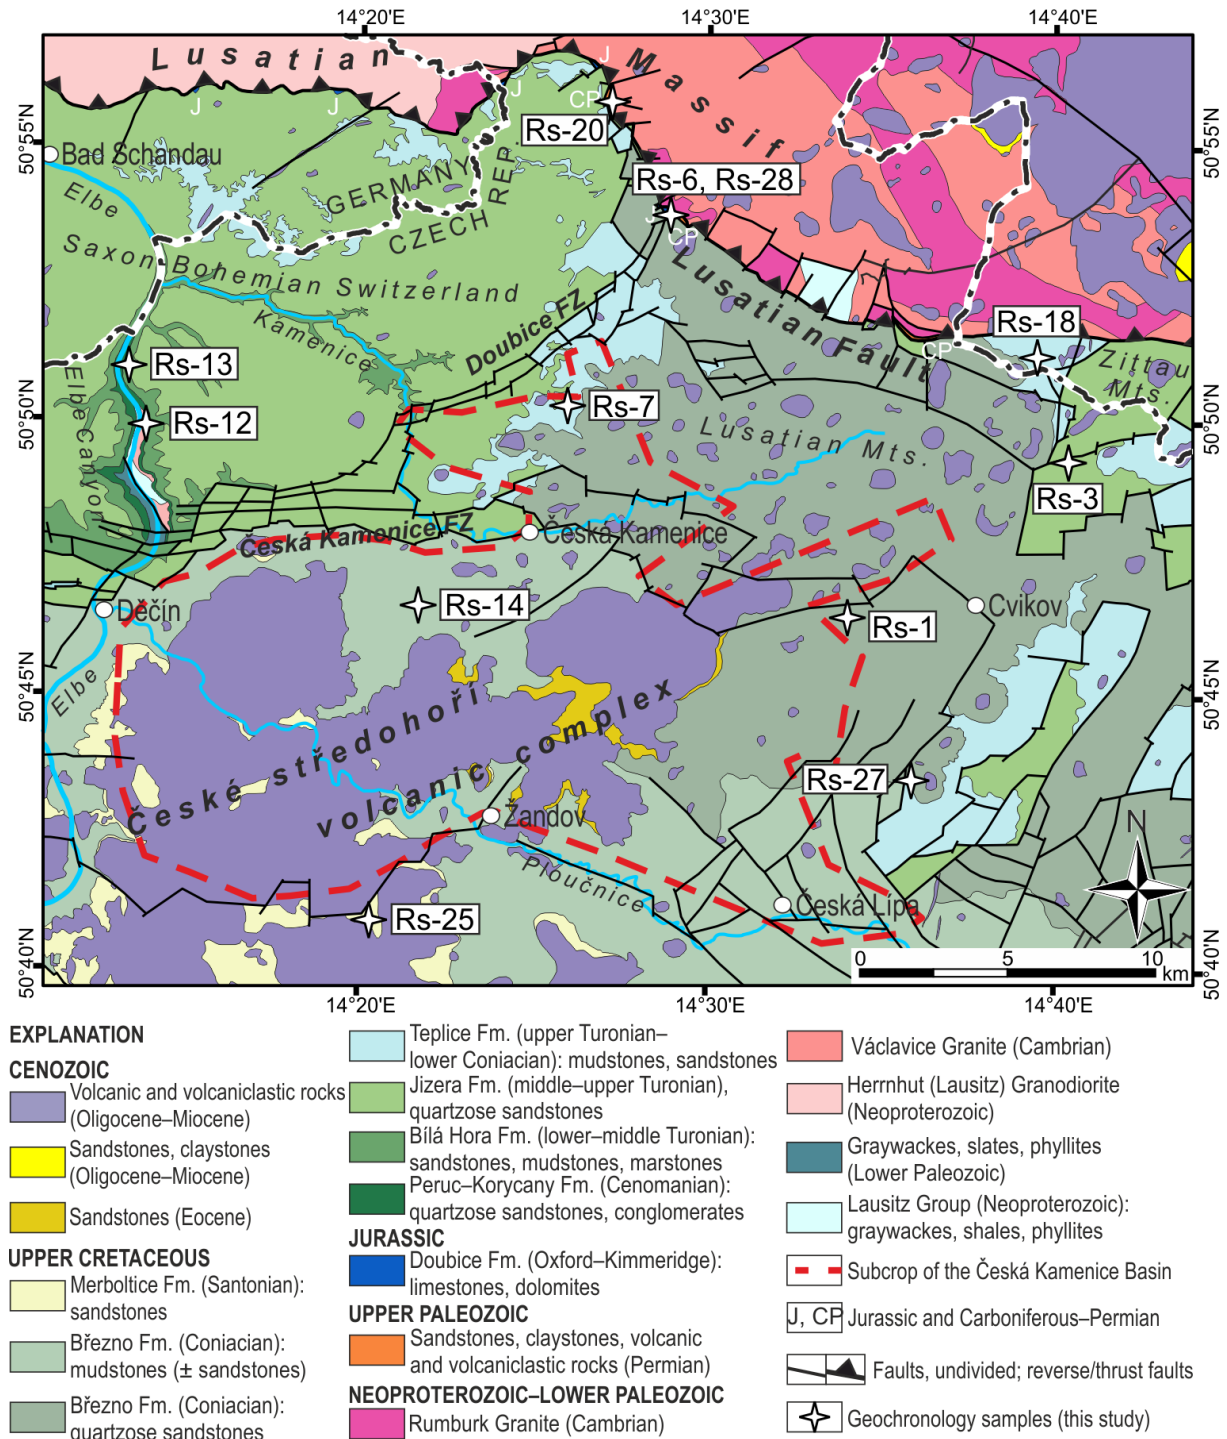 14°20'E
14°30'E
14°40'E
Lusatian
Massif
J
J
J
J
CP
Rs-20
50°55'N
50°55'N
Bad Schandau
Elbe
GERMANY
CZECH REP.
Rs-6, Rs-28
J
CP
Saxon-Bohemian Switzerland
Kamenice
Doubice FZ
Lusatian Fault
Rs-18
CP
Zittau
Mts.
Rs-13
Elbe Canyon
Rs-12
Rs-7
50°50'N
50°50'N
Lusatian Mts.
Rs-3
Česká Kamenice FZ
Česká Kamenice
Děčín
Rs-14
Cvikov
Rs-1
Elbe
50°45'N
50°45'N
České středohoří
volcanic complex
Rs-27
Žandov
Ploučnice
N
Česká Lípa
Rs-25
50°40'N
50°40'N
0 5 10
km
14°20'E
14°30'E
14°40'E
EXPLANATION
CENOZOIC
Volcanic and volcaniclastic rocks
(Oligocene–Miocene)
Sandstones, claystones
(Oligocene–Miocene)
Sandstones (Eocene)
UPPER CRETACEOUS
Merboltice Fm. (Santonian):
sandstones
Březno Fm. (Coniacian):
mudstones (± sandstones)
Březno Fm. (Coniacian):
quartzose sandstones
Teplice Fm. (upper Turonian–
lower Coniacian): mudstones, sandstones
Jizera Fm. (middle–upper Turonian),
quartzose sandstones
Bílá Hora Fm. (lower–middle Turonian):
sandstones, mudstones, marstones
Peruc–Korycany Fm. (Cenomanian):
quartzose sandstones, conglomerates
JURASSIC
Doubice Fm. (Oxford–Kimmeridge):
limestones, dolomites
UPPER PALEOZOIC
Sandstones, claystones, volcanic
and volcaniclastic rocks (Permian)
NEOPROTEROZOIC–LOWER PALEOZOIC
Rumburk Granite (Cambrian)
Václavice Granite (Cambrian)
Herrnhut (Lausitz) Granodiorite
(Neoproterozoic)
Graywackes, slates, phyllites
(Lower Paleozoic)
Lausitz Group (Neoproterozoic):
graywackes, shales, phyllites
Subcrop of the Česká Kamenice Basin
J, CP Jurassic and Carboniferous–Permian
Faults, undivided; reverse/thrust faults
Geochronology samples (this study)